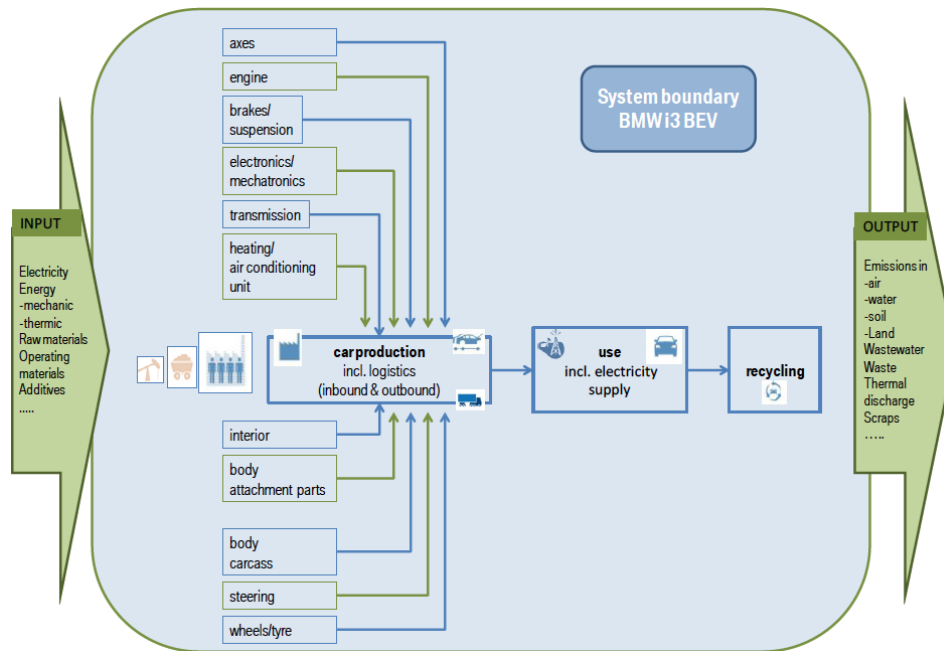 axes
engine
brakes/
suspension
electronics/
mechatronics
transmission
heating/
air conditioning
unit
System boundary
BMW i3 BEV
INPUT
Electricity
Energy
-mechanic
-thermic
Raw materials
Operating
materials
Additives
.....
car production
incl. logistics
(inbound & outbound)
use
incl. electricity
supply
recycling
interior
body
attachment parts
body
carcass
steering
wheels/tyre
OUTPUT
Emissions in
-air
-water
-soil
-Land
Wastewater
Waste
Thermal
discharge
Scraps
.....